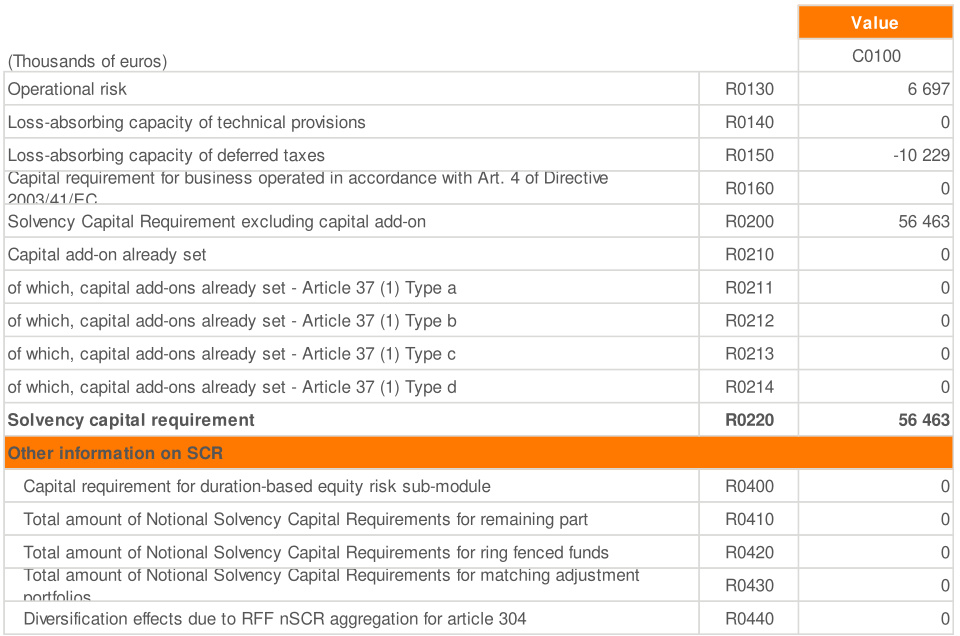 Value
(Thousands of euros) C0100
Operational risk R0130 6 697
Loss-absorbing capacity of technical provisions R0140 0
Loss-absorbing capacity of deferred taxes R0150 -10 229
Capital requirement for business operated in accordance with Art. 4 of Directive
2003/41/EC R0160 0
Solvency Capital Requirement excluding capital add-on R0200 56 463
Capital add-on already set R0210 0
of which, capital add-ons already set - Article 37 (1) Type a R0211 0
of which, capital add-ons already set - Article 37 (1) Type b R0212 0
of which, capital add-ons already set - Article 37 (1) Type c R0213 0
of which, capital add-ons already set - Article 37 (1) Type d R0214 0
Solvency capital requirement R0220 56 463
Other information on SCR
Capital requirement for duration-based equity risk sub-module R0400 0
Total amount of Notional Solvency Capital Requirements for remaining part R0410 0
Total amount of Notional Solvency Capital Requirements for ring fenced funds R0420 0
Total amount of Notional Solvency Capital Requirements for matching adjustment
portfolios R0430 0
Diversification effects due to RFF nSCR aggregation for article 304 R0440 0